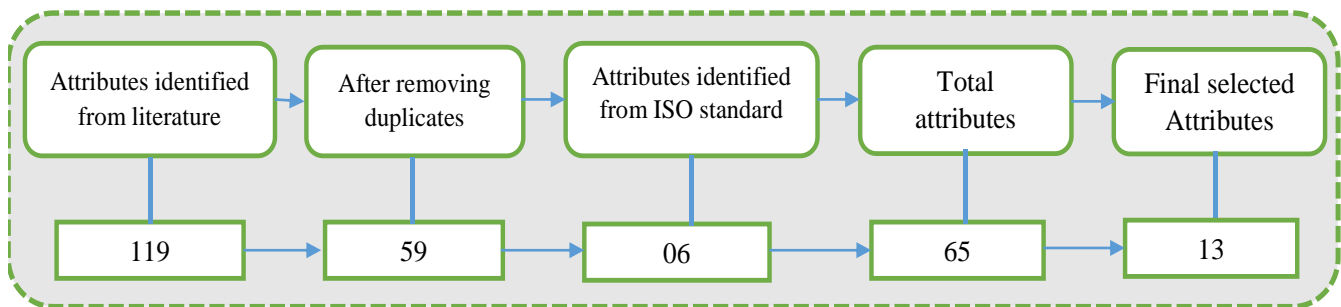 Attributes identified
from literature
After removing
duplicates
Attributes identified
from ISO standard
Total
attributes
Final selected
Attributes
119
59
06
65
13